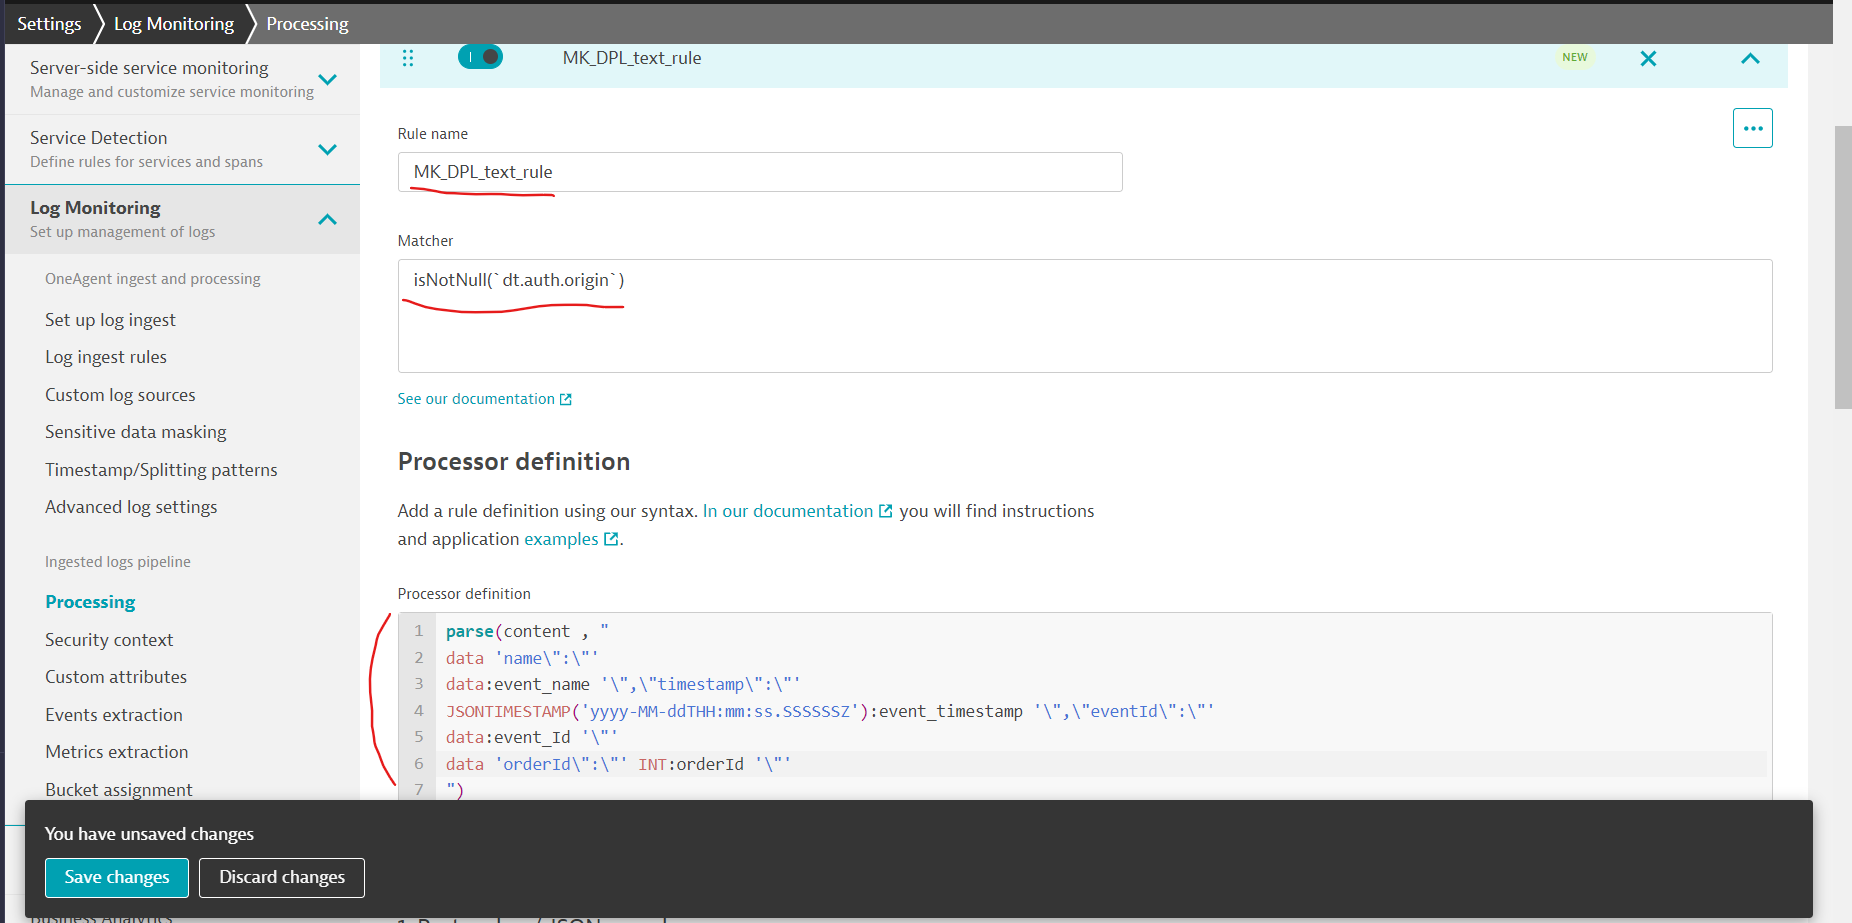 Settings
Log Monitoring
Processing
Server-side service monitoring
Manage and customize service monitoring
Service Detection
Define rules for services and spans
Log Monitoring
Set up management of logs
OneAgent ingest and processing
Set up log ingest
Log ingest rules
Custom log sources
Sensitive data masking
Timestamp/Splitting patterns
Advanced log settings
Ingested logs pipeline
Processing
Security context
Custom attributes
Events extraction
Metrics extraction
Bucket assignment
MK_DPL_text_rule
NEW
Rule name
MK_DPL_text_rule
Matcher
isNotNull(`dt.auth.origin`)
See our documentation
Processor definition
Add a rule definition using our syntax. In our documentation you will find instructions
and application examples.
Processor definition
1 parse(content , "
2 data 'name\":\"'
3 data:event_name '\",\"timestamp\":\"'
4 JSONTIMESTAMP('yyyy-MM-ddTHH:mm:ss.SSSSSSZ'):event_timestamp '\",\"eventId\":\"'
5 data:event_Id '\"'
6 data 'orderId\":\"' INT:orderId '\"'
7 ")
You have unsaved changes
Save changes
Discard changes
Business Analytics